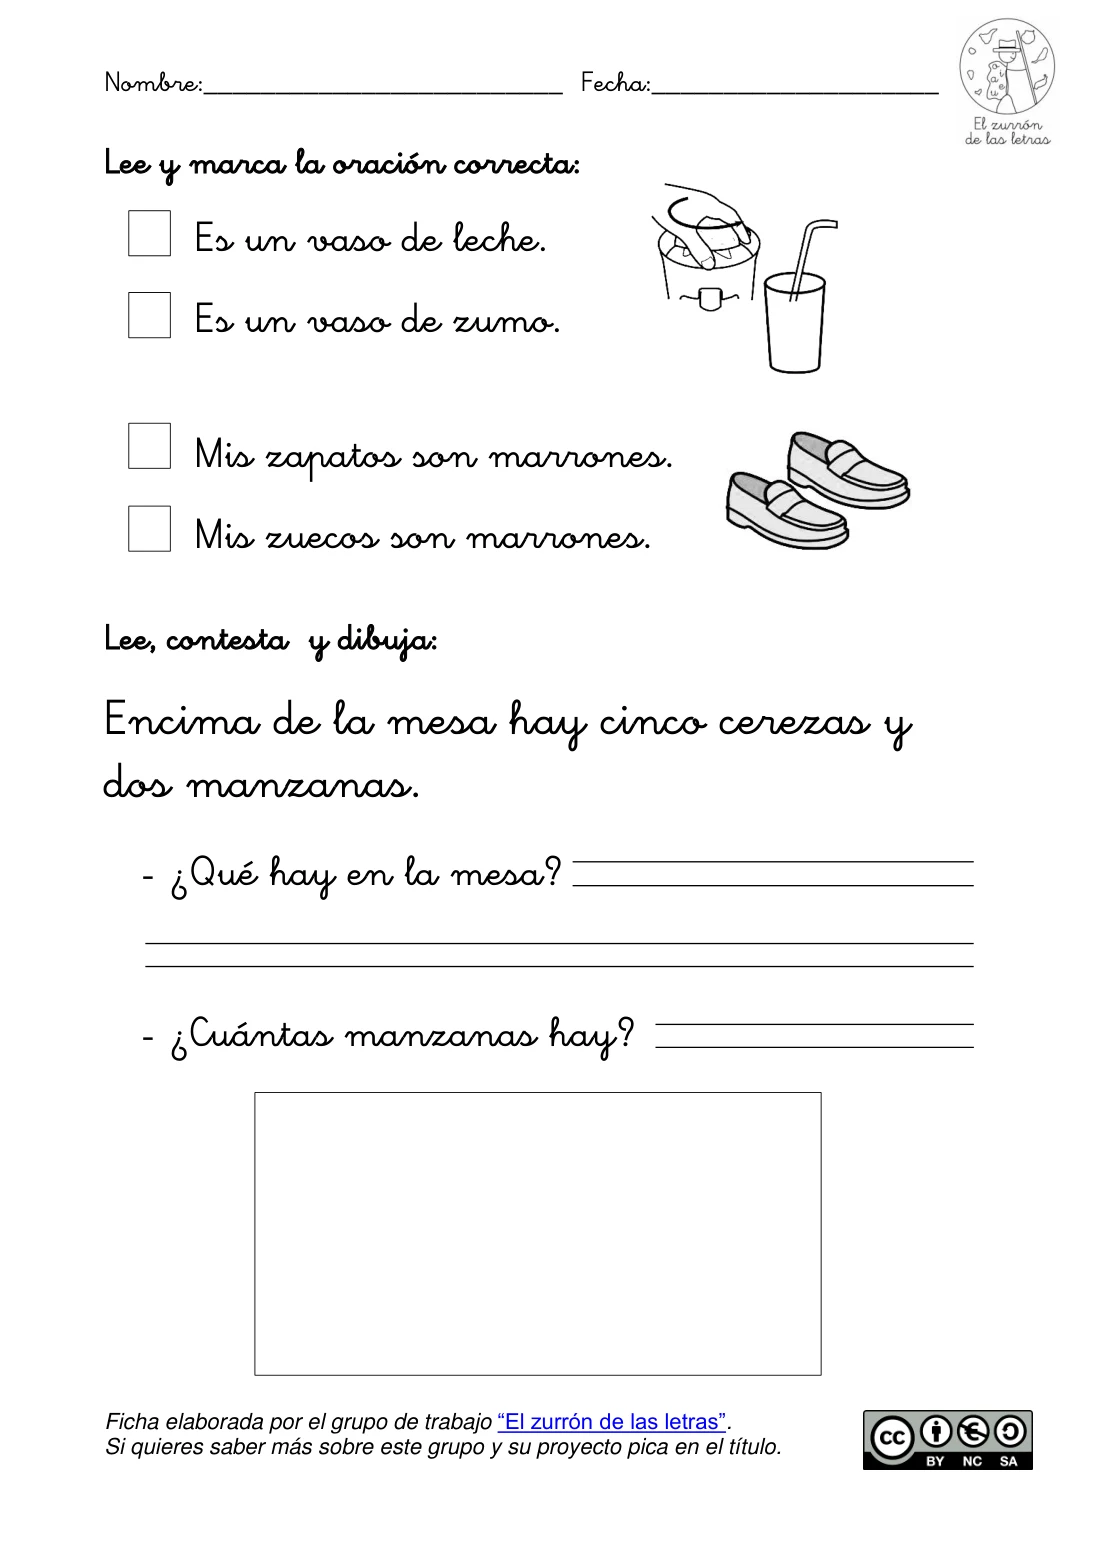 Nombre:______________________________ Fecha:________________________
El zurrón
de las letras
Lee y marca la oración correcta:
Es un vaso de leche.
Es un vaso de zumo.
Mis zapatos son marrones.
Mis zuecos son marrones.
Lee, contesta y dibuja:
Encima de la mesa hay cinco cerezas y
dos manzanas.
- ¿Qué hay en la mesa?
- ¿Cuántas manzanas hay?
Ficha elaborada por el grupo de trabajo “El zurrón de las letras”.
Si quieres saber más sobre este grupo y su proyecto pica en el título.
cc
BY NC SA